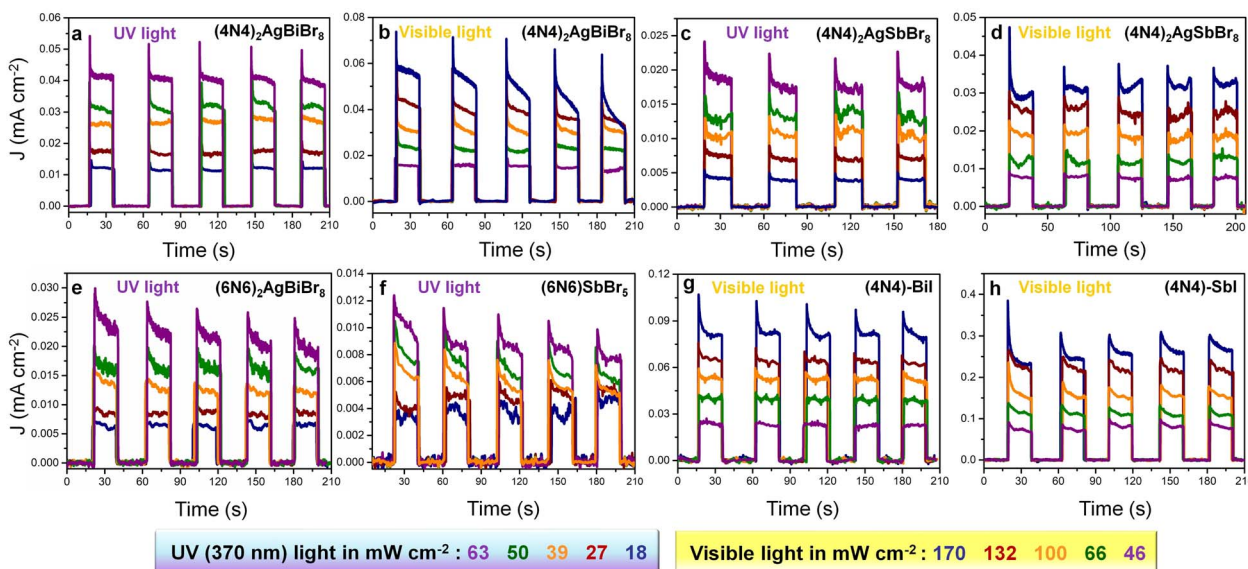 a UV light (4N4)₂AgBiBr₈
J (mA cm⁻²)
0.06
0.05
0.04
0.03
0.02
0.01
0.00
0 30 60 90 120 150 180 210
Time (s)
b Visible light (4N4)₂AgBiBr₈
0.08
0.06
0.04
0.02
0.00
0 30 60 90 120 150 180 210
Time (s)
c UV light (4N4)₂AgSbBr₈
0.025
0.020
0.015
0.010
0.005
0.000
0 30 60 90 120 150 180
Time (s)
d Visible light (4N4)₂AgSbBr₈
0.05
0.04
0.03
0.02
0.01
0.00
0 50 100 150 200
Time (s)
e UV light (6N6)₂AgBiBr₈
J (mA cm⁻²)
0.030
0.025
0.020
0.015
0.010
0.005
0.000
0 30 60 90 120 150 180 210
Time (s)
f UV light (6N6)SbBr₅
0.014
0.012
0.010
0.008
0.006
0.004
0.002
0.000
0 30 60 90 120 150 180 210
Time (s)
g Visible light (4N4)-BiI
0.12
0.09
0.06
0.03
0.00
0 30 60 90 120 150 180 210
Time (s)
h Visible light (4N4)-SbI
0.4
0.3
0.2
0.1
0.0
0 30 60 90 120 150 180 210
Time (s)
UV (370 nm) light in mW cm⁻² : 63 50 39 27 18
Visible light in mW cm⁻² : 170 132 100 66 46